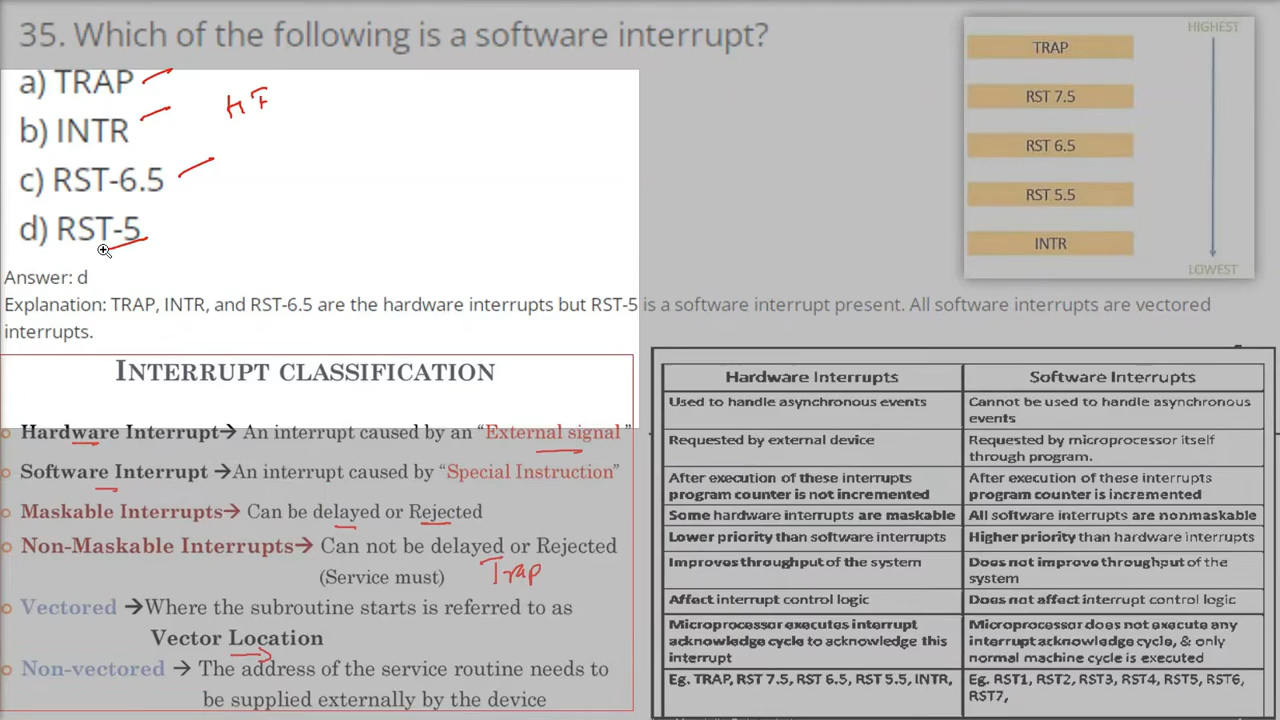 35. Which of the following is a software interrupt?
a) TRAP
b) INTR
c) RST-6.5
d) RST-5
Answer: d
Explanation: TRAP, INTR, and RST-6.5 are the hardware interrupts but RST-5 is a software interrupt present. All software interrupts are vectored
interrupts.
HIGHEST
TRAP
RST 7.5
RST 6.5
RST 5.5
INTR
LOWEST
INTERRUPT CLASSIFICATION
Hardware Interrupt→ An interrupt caused by an “External signal”
Software Interrupt →An interrupt caused by “Special Instruction”
Maskable Interrupts→ Can be delayed or Rejected
Non-Maskable Interrupts→ Can not be delayed or Rejected
(Service must)
Trap
Vectored →Where the subroutine starts is referred to as
Vector Location
Non-vectored → The address of the service routine needs to
be supplied externally by the device
Hardware Interrupts
Software Interrupts
Used to handle asynchronous events
Cannot be used to handle asynchronous
events
Requested by external device
Requested by microprocessor itself
through program.
After execution of these interrupts
program counter is not incremented
After execution of these interrupts
program counter is incremented
Some hardware interrupts are maskable
All software interrupts are nonmaskable
Lower priority than software interrupts
Higher priority than hardware interrupts
Improves throughput of the system
Does not improve throughput of the
system
Affect interrupt control logic
Does not affect interrupt control logic
Microprocessor executes interrupt
acknowledge cycle to acknowledge this
interrupt
Microprocessor does not execute any
interrupt acknowledge cycle, & only
normal machine cycle is executed
Eg. TRAP, RST 7.5, RST 6.5, RST 5.5, INTR,
Eg. RST1, RST2, RST3, RST4, RST5, RST6,
RST7,